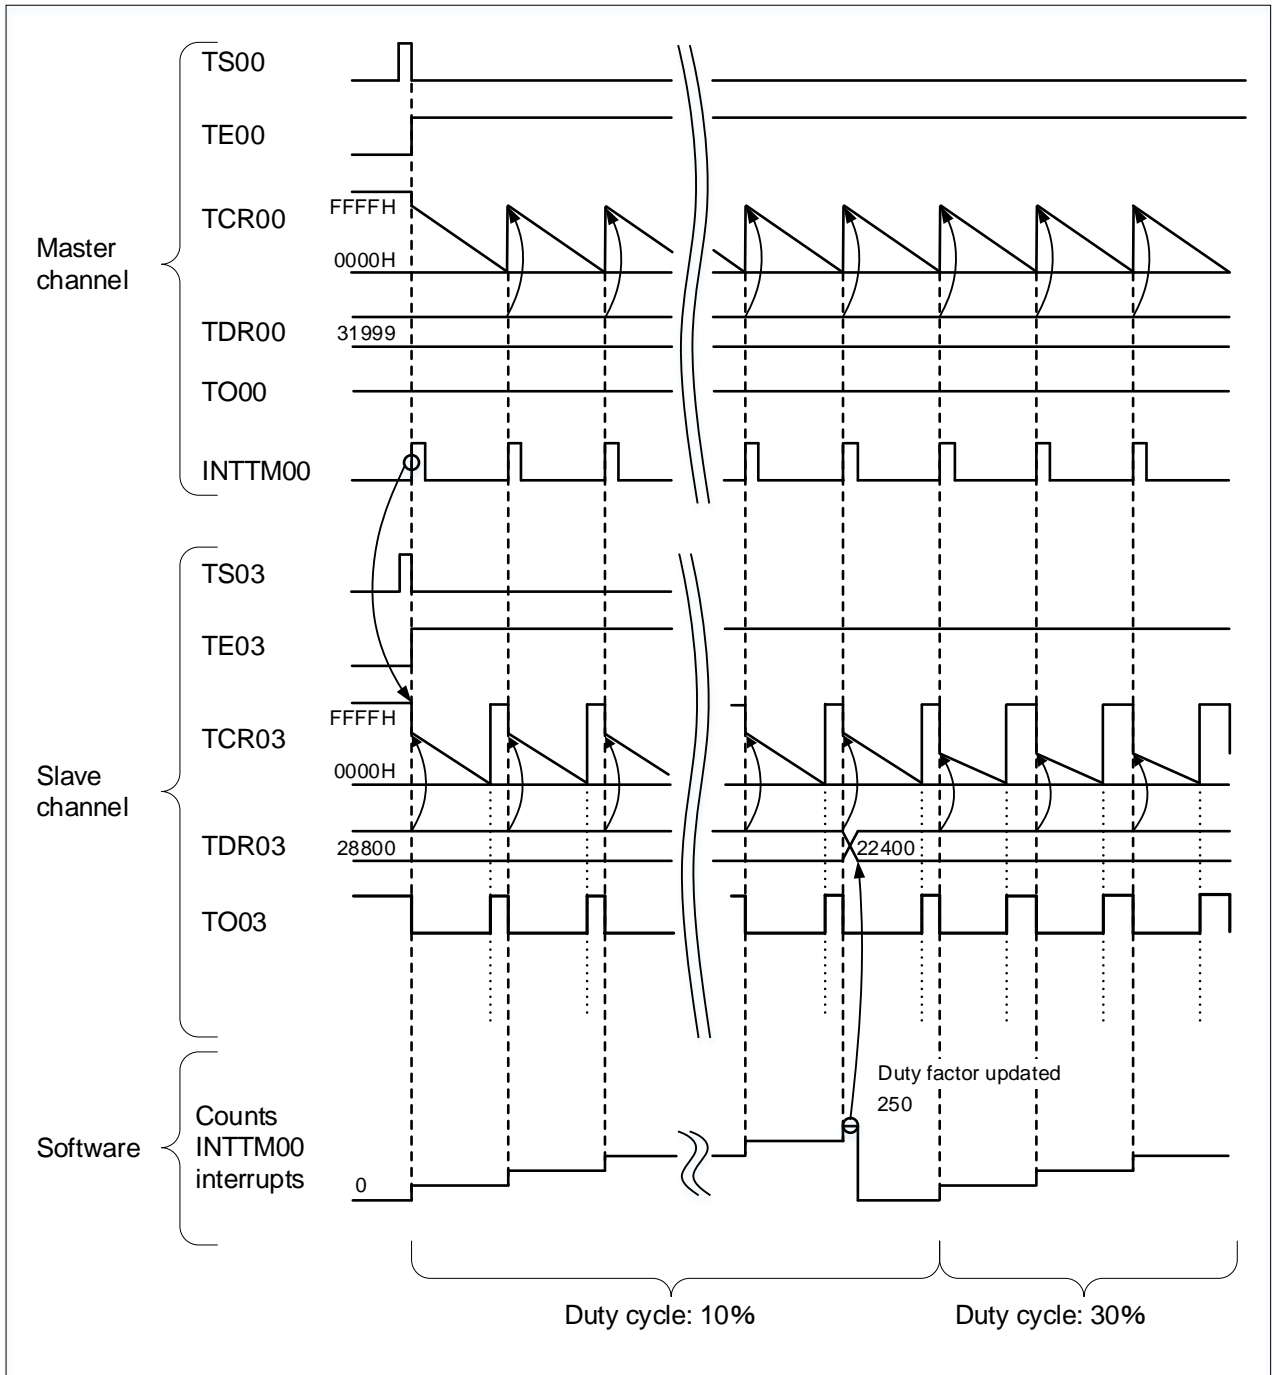 TS00
TE00
TCR00
FFFFH
0000H
Master
channel
TDR00
31999
TO00
INTTM00
TS03
TE03
TCR03
FFFFH
0000H
Slave
channel
TDR03
28800
22400
TO03
Duty factor updated
250
Software
Counts
INTTM00
interrupts
0
Duty cycle: 10%
Duty cycle: 30%